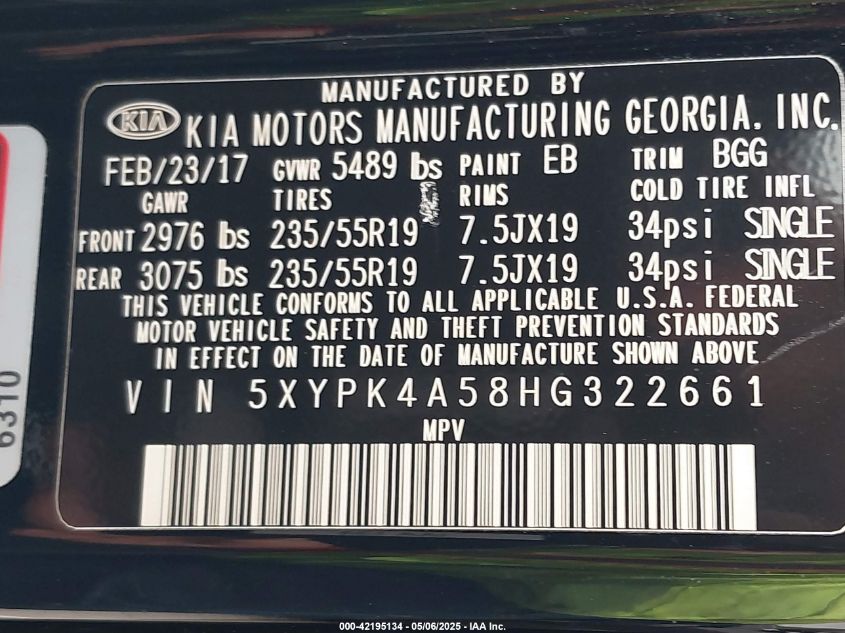 MANUFACTURED BY
KIA KIA MOTORS MANUFACTURING GEORGIA. INC.
FEB/23/17 GVWR 5489 lbs PAINT EB TRIM BGG
GAWR TIRES RIMS COLD TIRE INFL
FRONT 2976 lbs 235/55R19 7.5JX19 34psi SINGLE
REAR 3075 lbs 235/55R19 7.5JX19 34psi SINGLE
THIS VEHICLE CONFORMS TO ALL APPLICABLE U.S.A. FEDERAL
MOTOR VEHICLE SAFETY AND THEFT PREVENTION STANDARDS
IN EFFECT ON THE DATE OF MANUFACTURE SHOWN ABOVE
VIN 5XYPK4A58HG322661
MPV
6310
000-42195134 - 05/06/2025 - IAA Inc.